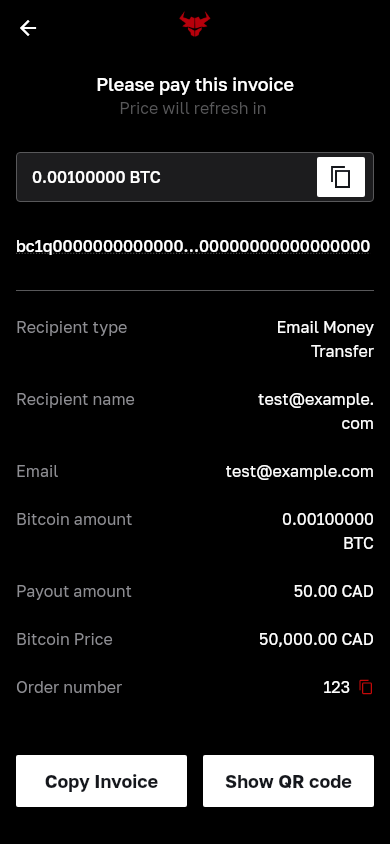 Please pay this invoice
Price will refresh in
0.00100000 BTC
bc1q0000000000000...00000000000000000
Recipient type
Email Money
Transfer
Recipient name
test@example.
com
Email
test@example.com
Bitcoin amount
0.00100000
BTC
Payout amount
50.00 CAD
Bitcoin Price
50,000.00 CAD
Order number
123
Copy Invoice
Show QR code